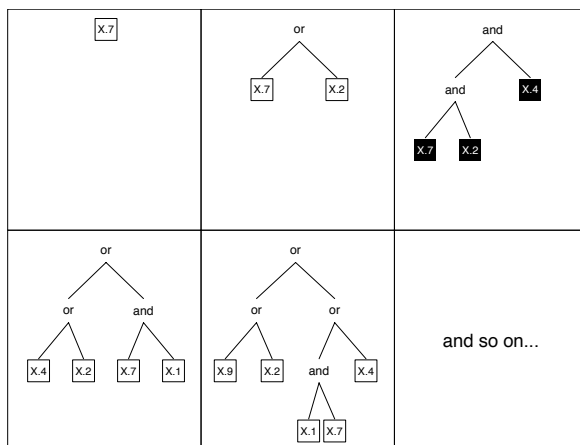 X.7
or
X.7 X.2
and
and X.4
X.7 X.2
or
or and
X.4 X.2 X.7 X.1
or
or or
X.9 X.2 and X.4
X.1 X.7
and so on...